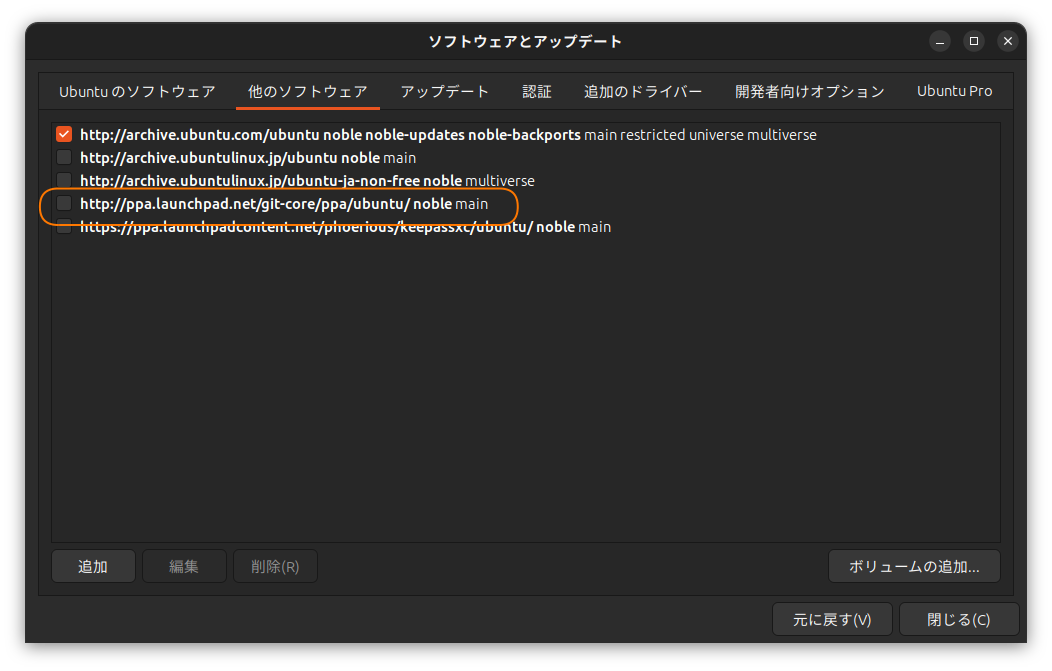 ソフトウェアとアップデート
Ubuntu のソフトウェア 他のソフトウェア アップデート 認証 追加のドライバー 開発者向けオプション Ubuntu Pro
http://archive.ubuntu.com/ubuntu noble noble-updates noble-backports main restricted universe multiverse
http://archive.ubuntulinux.jp/ubuntu noble main
http://archive.ubuntulinux.jp/ubuntu-ja-non-free noble multiverse
http://ppa.launchpad.net/git-core/ppa/ubuntu/ noble main
https://ppa.launchpadcontent.net/phoerious/keepassxc/ubuntu/ noble main
追加 編集 削除(R) ボリュームの追加...
元に戻す(V) 閉じる(C)